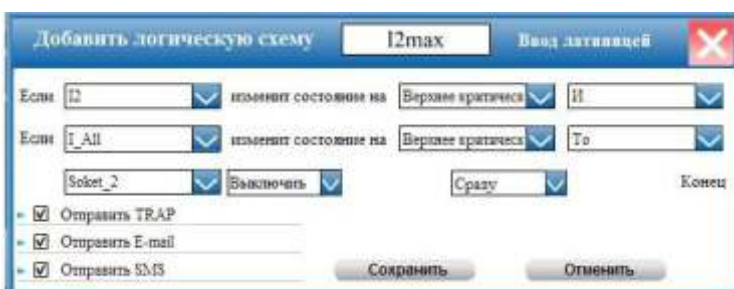 Добавить логическую схему I2max Ввод латиницей
Если I2 изменит состояние на Верхнее критическ И
Если I_All изменит состояние на Верхнее критическ То
Soket_2 Выключить Сразу Конец
Отправить TRAP
Отправить E-mail
Отправить SMS
Сохранить Отменить